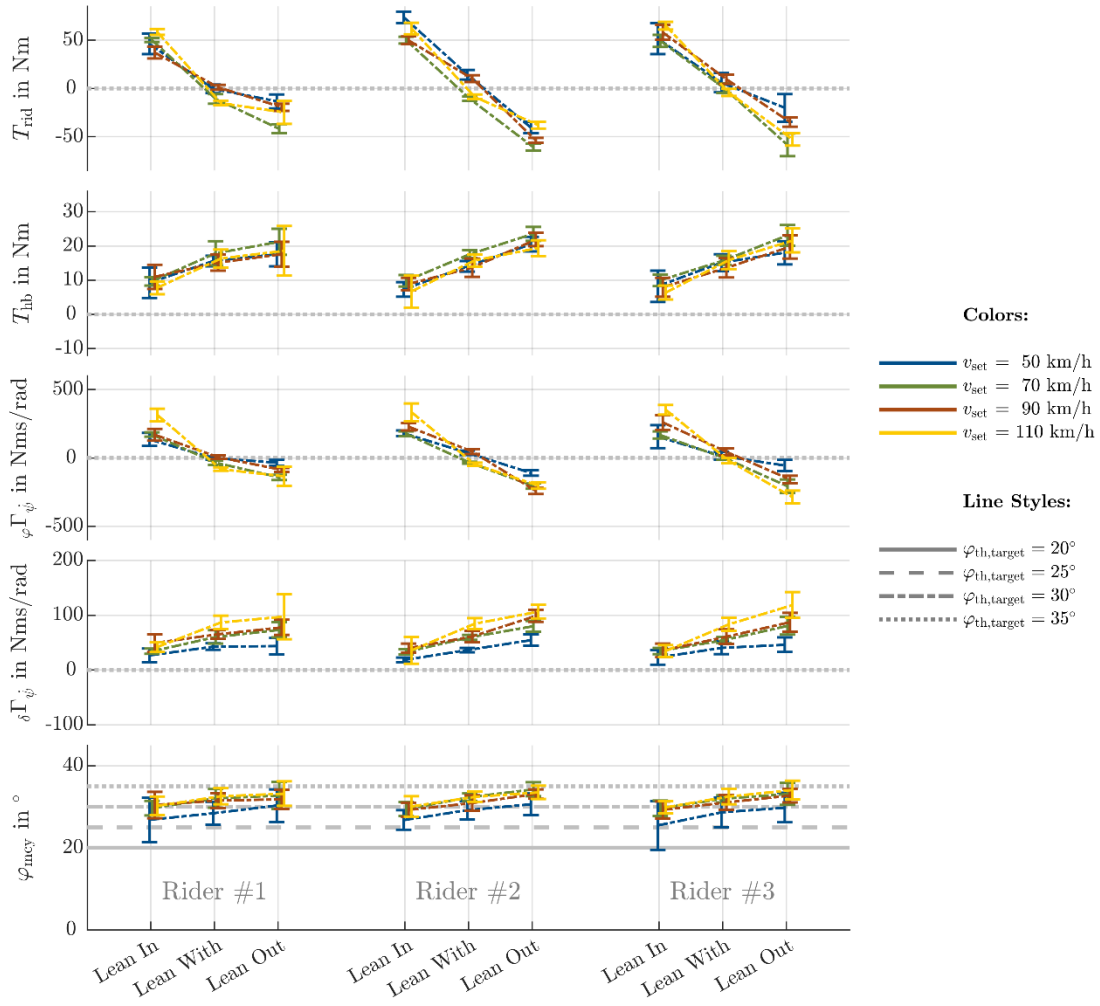 T_rid in Nm
50
0
-50
T_hb in Nm
30
20
10
0
-10
φΓψ̇ in Nms/rad
500
0
-500
δΓψ̇ in Nms/rad
200
100
0
-100
φ_mcy in °
40
20
0
Rider #1
Rider #2
Rider #3
Lean In
Lean With
Lean Out
Lean In
Lean With
Lean Out
Lean In
Lean With
Lean Out
Colors:
v_set = 50 km/h
v_set = 70 km/h
v_set = 90 km/h
v_set = 110 km/h
Line Styles:
φ_th,target = 20°
φ_th,target = 25°
φ_th,target = 30°
φ_th,target = 35°